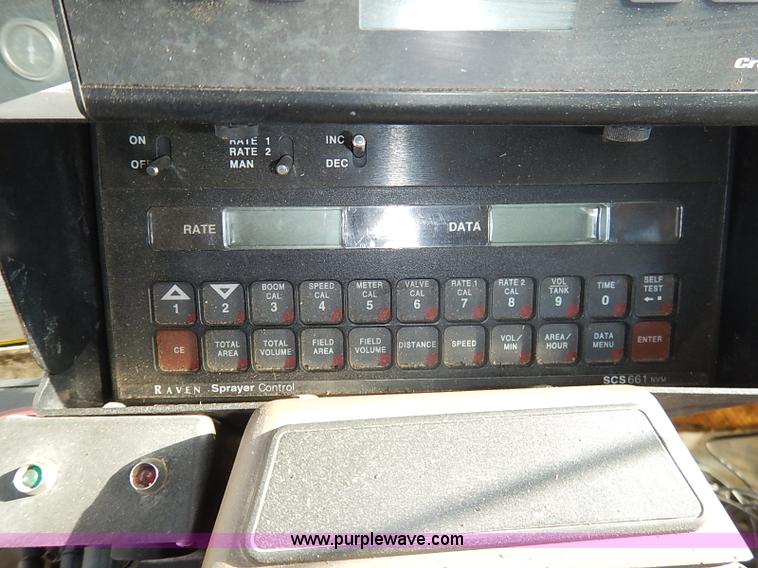 Cr
ON
OFF
RATE 1
RATE 2
MAN
INC
DEC
RATE
DATA
1
2
BOOM CAL 3
SPEED CAL 4
METER CAL 5
VALVE CAL 6
RATE 1 CAL 7
RATE 2 CAL 8
VOL TANK 9
TIME 0
SELF TEST
CE
TOTAL AREA
TOTAL VOLUME
FIELD AREA
FIELD VOLUME
DISTANCE
SPEED
VOL/ MIN
AREA/ HOUR
DATA MENU
ENTER
RAVEN Sprayer Control
SCS661 NVM
www.purplewave.com